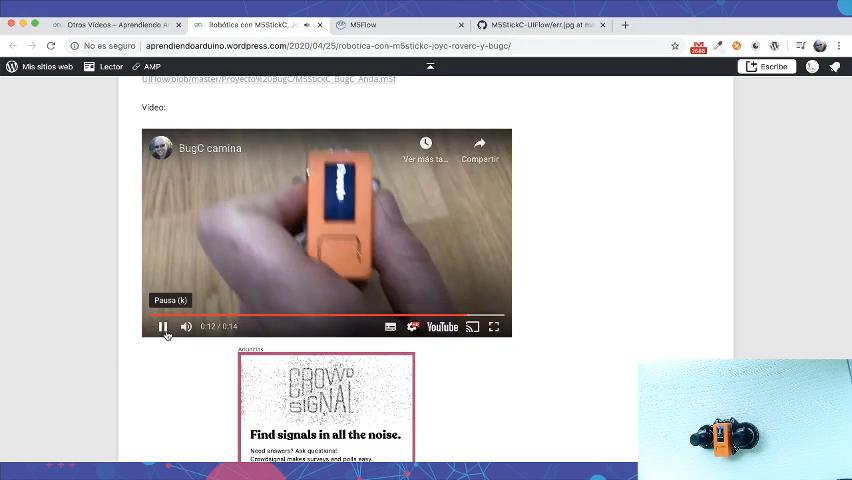 Otros Vídeos – Aprendiendo A
Robótica con M5StickC, J
M5Flow
M5StickC-UIFlow/err.jpg at ma
No es seguro
aprendiendoarduino.wordpress.com/2020/04/25/robotica-con-m5stickc-joyc-roverc-y-bugc/
2688
Mis sitios web
Lector
AMP
Escribe
UIFlow/blob/master/Proyecto%20BugC/M5StickC_BugC_Anda.m5f
Vídeo:
BugC camina
Ver más ta...
Compartir
Pausa (k)
0:12 / 0:14
YouTube
Anuncios
CROWD
SIGNAL
Find signals in all the noise.
Need answers? Ask questions!
Crowdsignal makes surveys and polls easy.